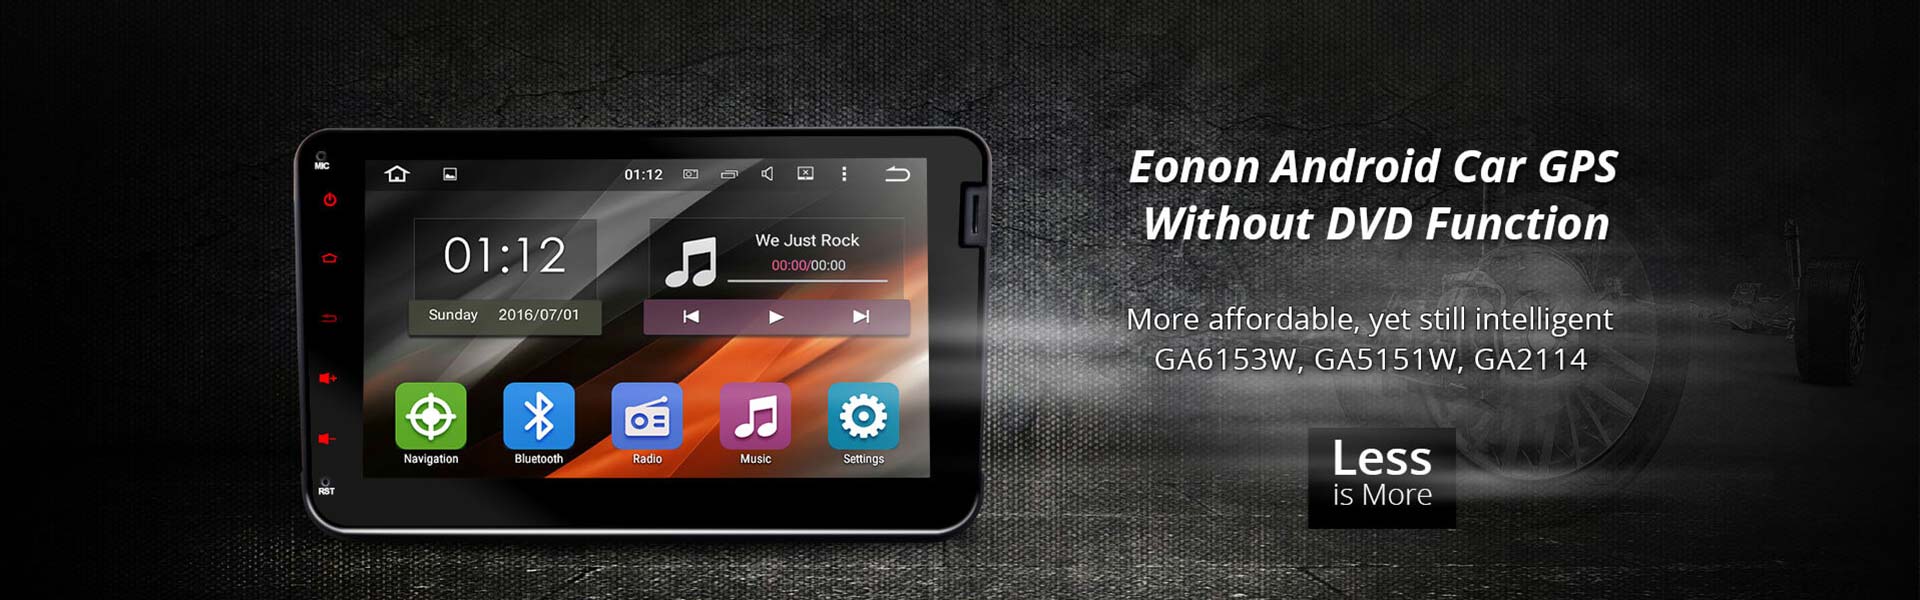 MIC
01:12
01:12
We Just Rock
00:00/00:00
Sunday 2016/07/01
Navigation Bluetooth Radio Music Settings
RST
Eonon Android Car GPS
Without DVD Function
More affordable, yet still intelligent
GA6153W, GA5151W, GA2114
Less
is More